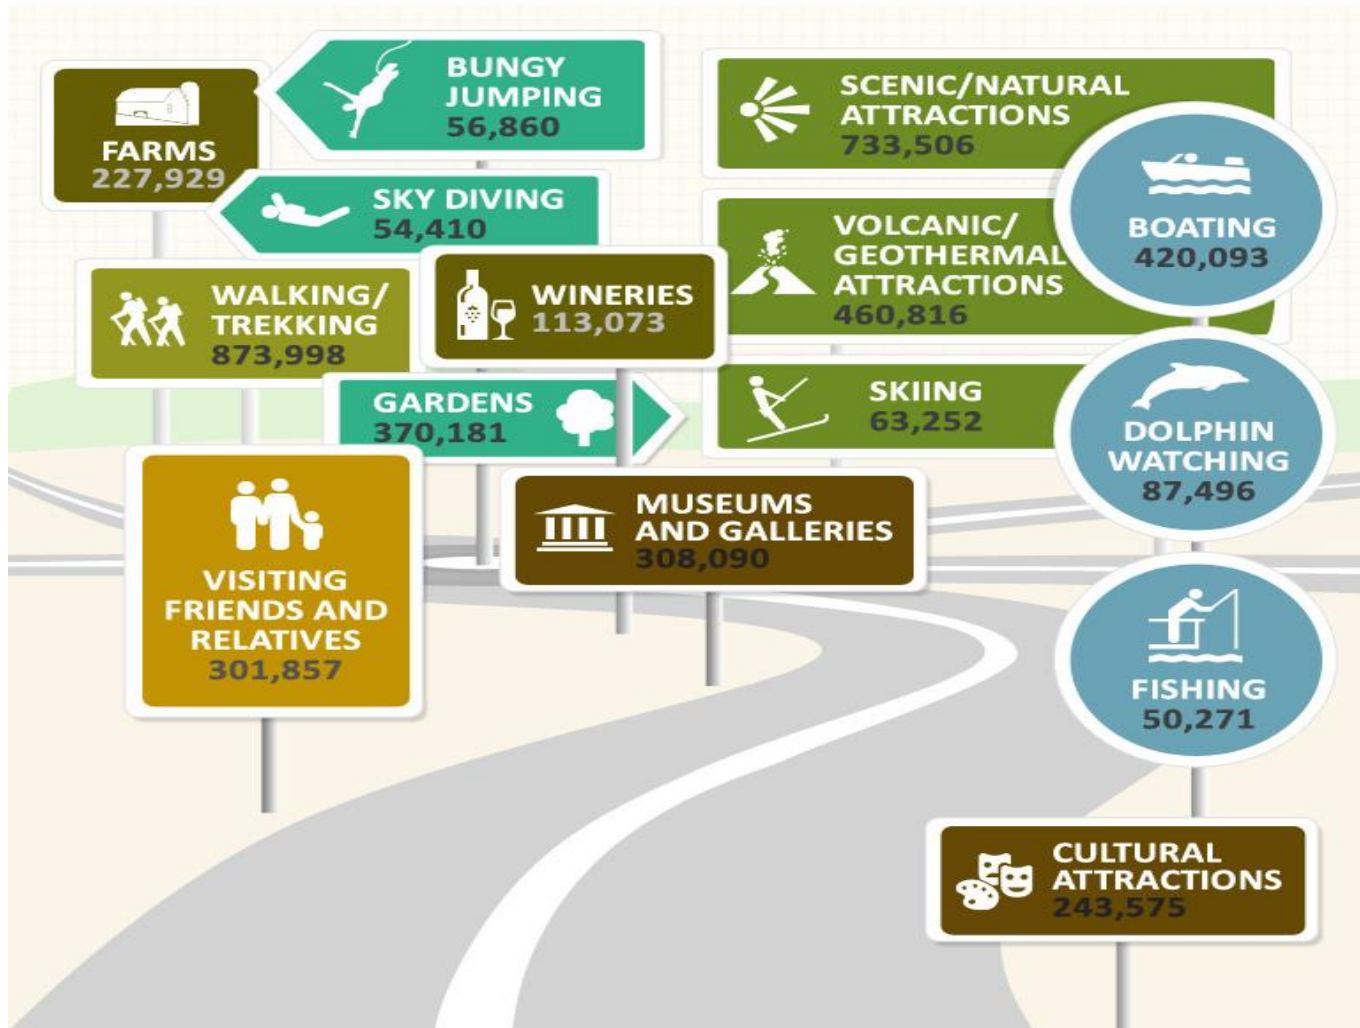 FARMS
227,929
BUNGY
JUMPING
56,860
SKY DIVING
54,410
SCENIC/NATURAL
ATTRACTIONS
733,506
BOATING
420,093
VOLCANIC/
GEOTHERMAL
ATTRACTIONS
460,816
WALKING/
TREKKING
873,998
WINERIES
113,073
GARDENS
370,181
SKIING
63,252
DOLPHIN
WATCHING
87,496
VISITING
FRIENDS AND
RELATIVES
301,857
MUSEUMS
AND GALLERIES
308,090
FISHING
50,271
CULTURAL
ATTRACTIONS
243,575